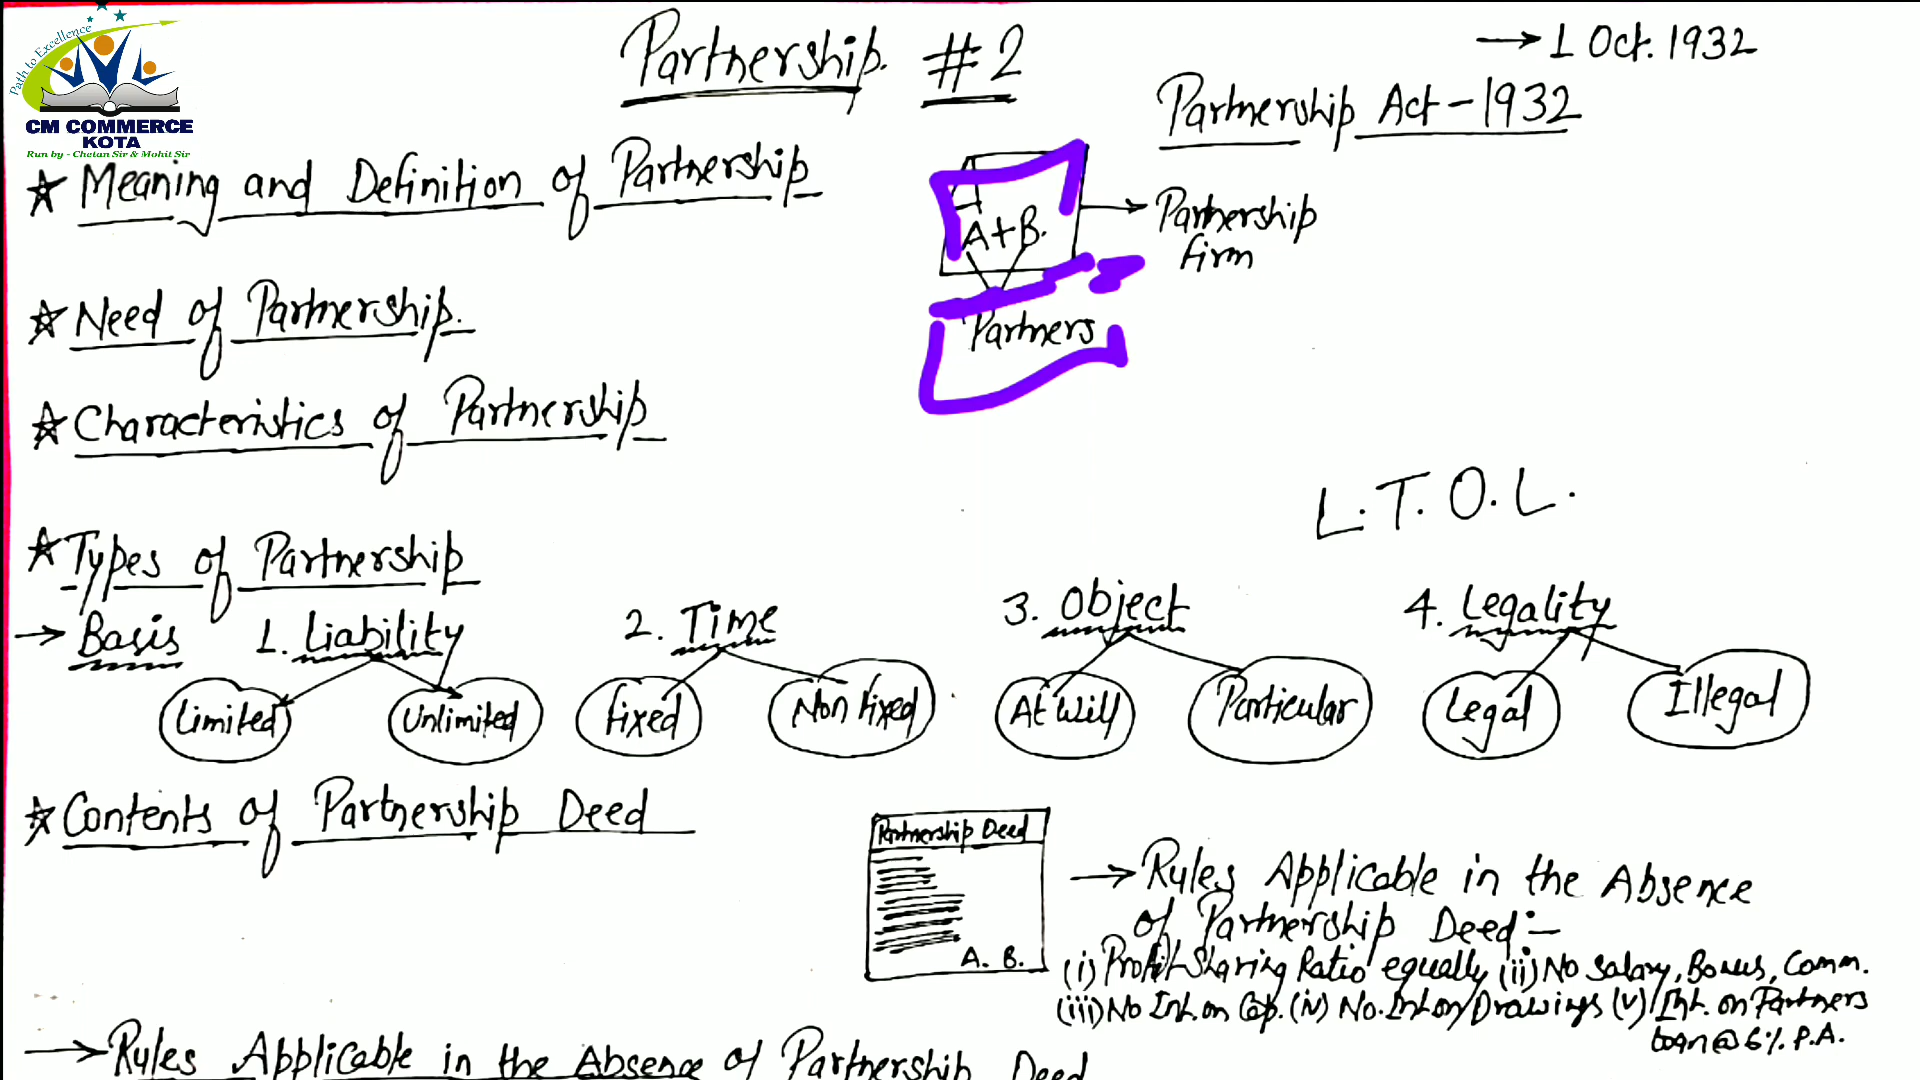 Path to Excellence
CM COMMERCE
KOTA
Run by - Chetan Sir & Mohit Sir
Partnership. #2
→ 1 Oct. 1932
Partnership Act - 1932
☆ Meaning and Definition of Partnership
A+B.
→ Partnership
firm
Partners
☆ Need of Partnership.
☆ Characteristics of Partnership
L.T.O.L.
☆ Types of Partnership
→ Basis 1. Liability 2. Time 3. Object 4. Legality
Limited Unlimited fixed Non fixed At Will Particular Legal Illegal
☆ Contents of Partnership Deed
Partnership Deed
A. B.
→ Rules Applicable in the Absence
of Partnership Deed:-
(i) Profit Sharing Ratio equally (ii) No Salary, Bonus, Comm.
(iii) No Int. on Cap. (iv) No. Int on Drawings (v) Int. on Partners
loan @ 6% P.A.
→ Rules Applicable in the Absence of Partnership Deed